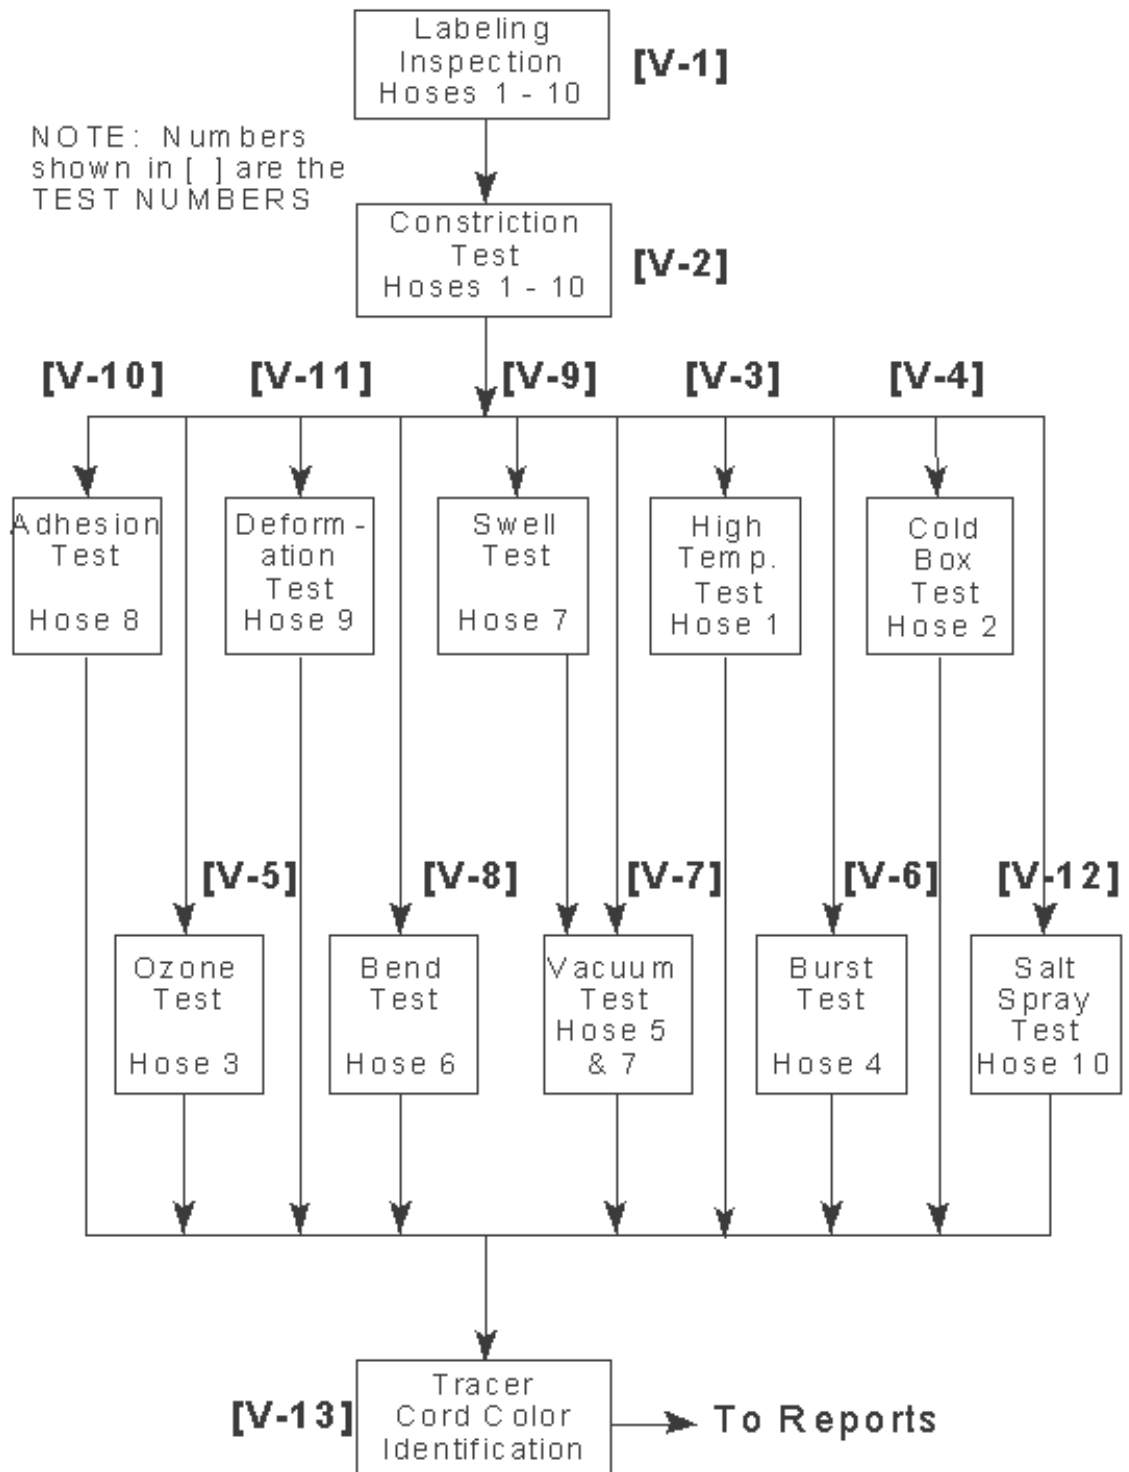 Labeling
Inspection
Hoses 1 - 10
[V-1]
NOTE: Numbers
shown in [ ] are the
TEST NUMBERS
Constriction
Test
Hoses 1 - 10
[V-2]
[V-10]
[V-11]
[V-9]
[V-3]
[V-4]
Adhesion
Test
Hose 8
Deform-
ation
Test
Hose 9
Swell
Test
Hose 7
High
Temp.
Test
Hose 1
Cold
Box
Test
Hose 2
[V-5]
[V-8]
[V-7]
[V-6]
[V-12]
Ozone
Test
Hose 3
Bend
Test
Hose 6
Vacuum
Test
Hose 5
& 7
Burst
Test
Hose 4
Salt
Spray
Test
Hose 10
[V-13]
Tracer
Cord Color
Identification
To Reports